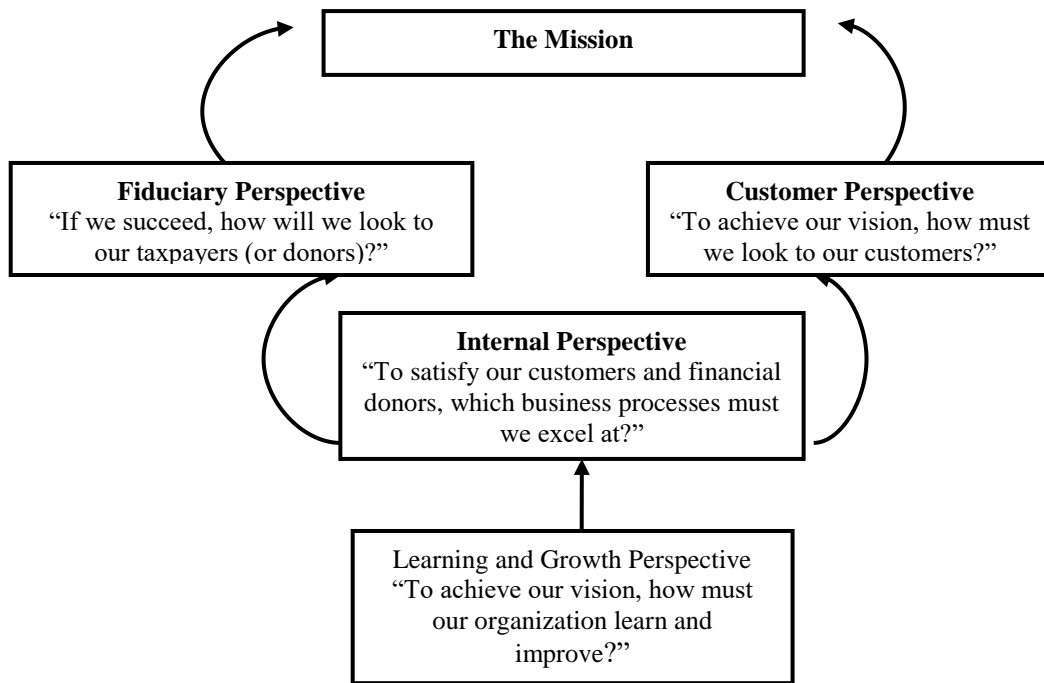 The Mission
Fiduciary Perspective
“If we succeed, how will we look to
our taxpayers (or donors)?”
Customer Perspective
“To achieve our vision, how must
we look to our customers?”
Internal Perspective
“To satisfy our customers and financial
donors, which business processes must
we excel at?”
Learning and Growth Perspective
“To achieve our vision, how must
our organization learn and
improve?”